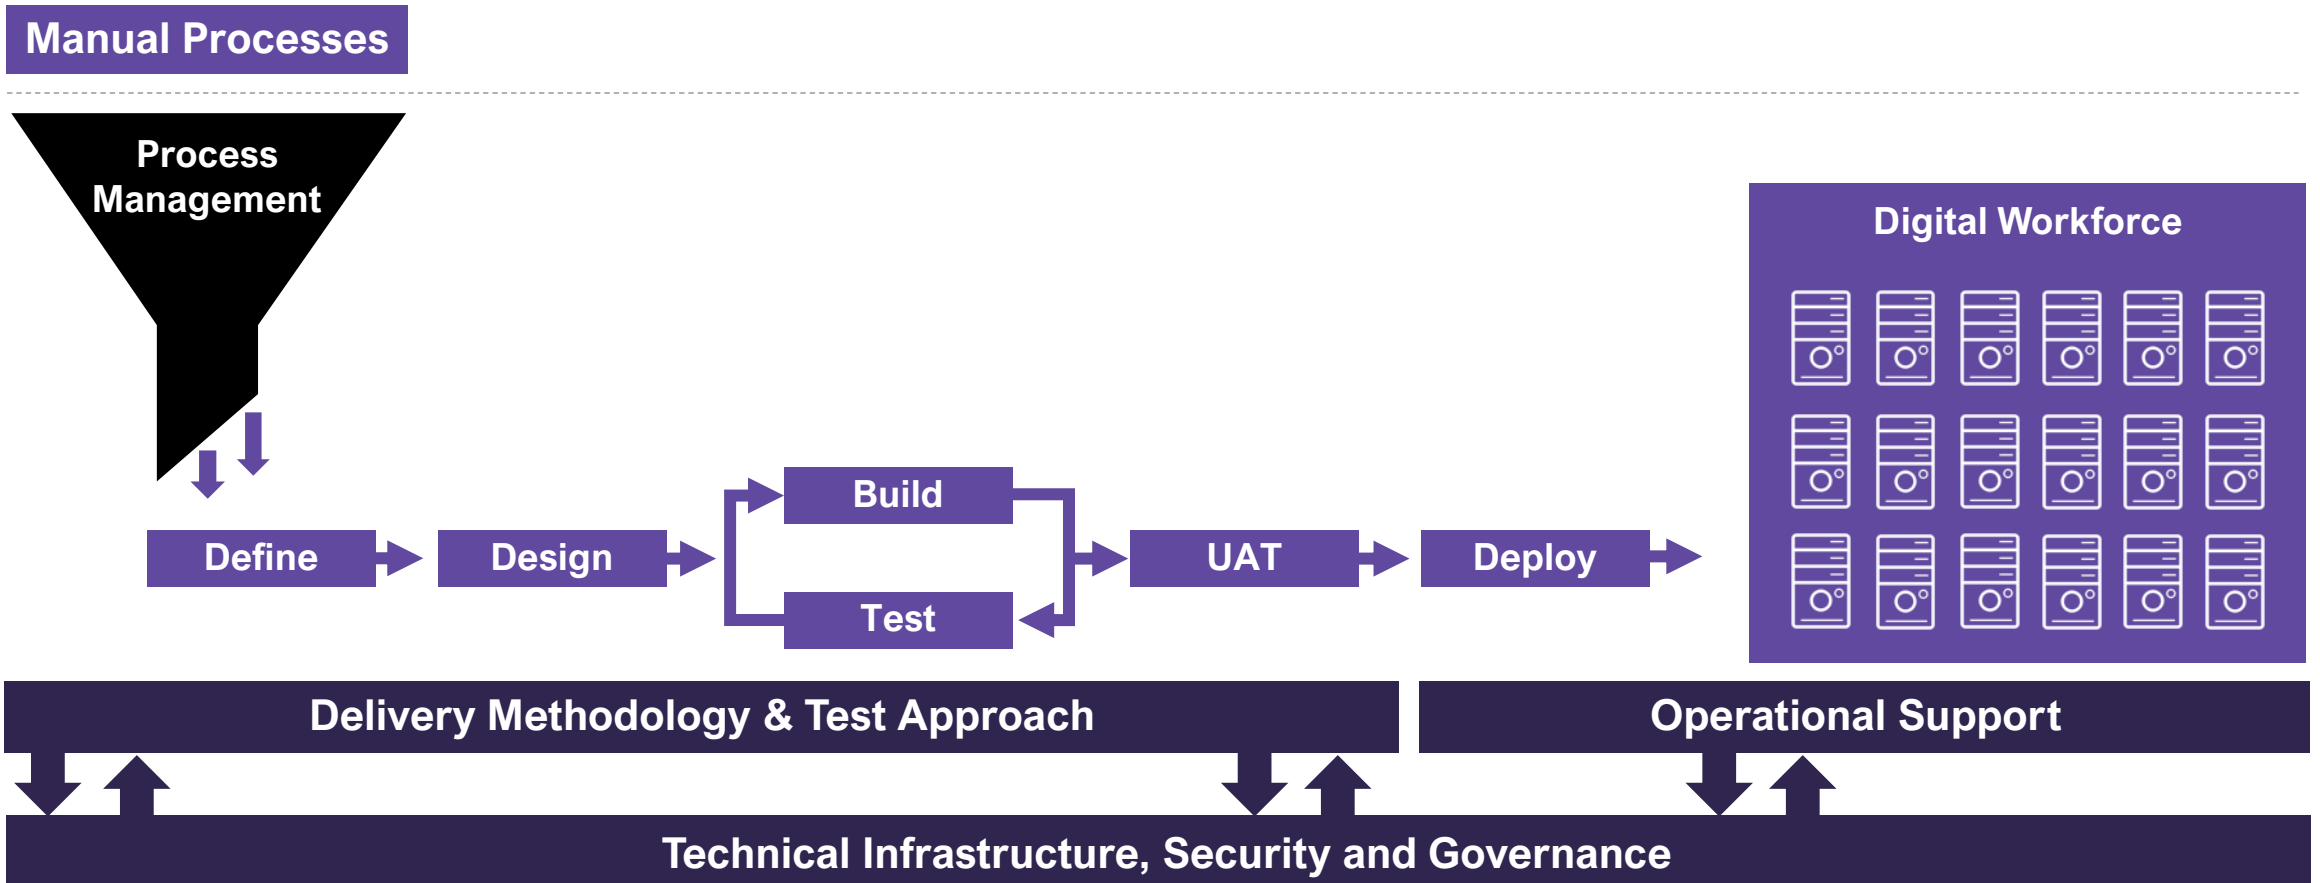 Manual Processes
Process
Management
Digital Workforce
Build
Define
Design
UAT
Deploy
Test
Delivery Methodology & Test Approach
Operational Support
Technical Infrastructure, Security and Governance